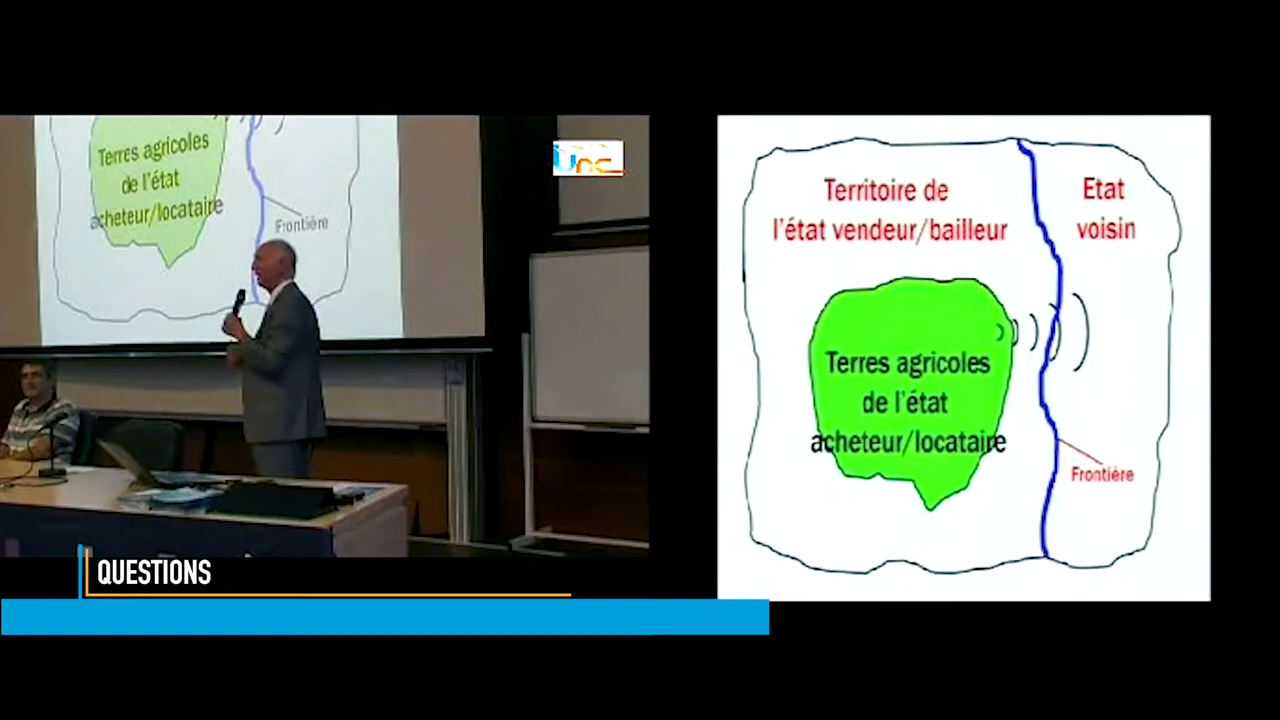 Terres agricoles
de l'état
acheteur/locataire
Frontière
Unc
QUESTIONS
Territoire de
l'état vendeur/bailleur
Etat
voisin
Terres agricoles
de l'état
acheteur/locataire
Frontière